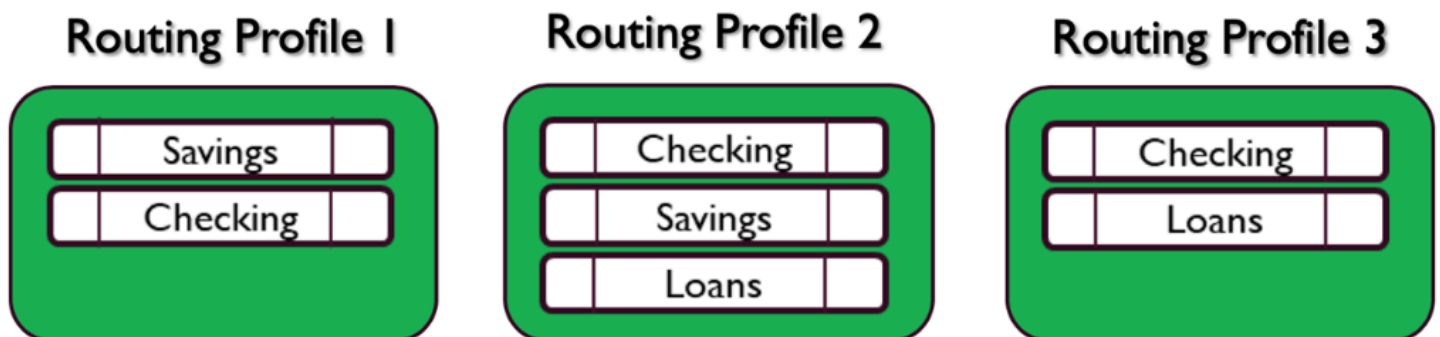 Routing Profile 1
Savings
Checking
Routing Profile 2
Checking
Savings
Loans
Routing Profile 3
Checking
Loans